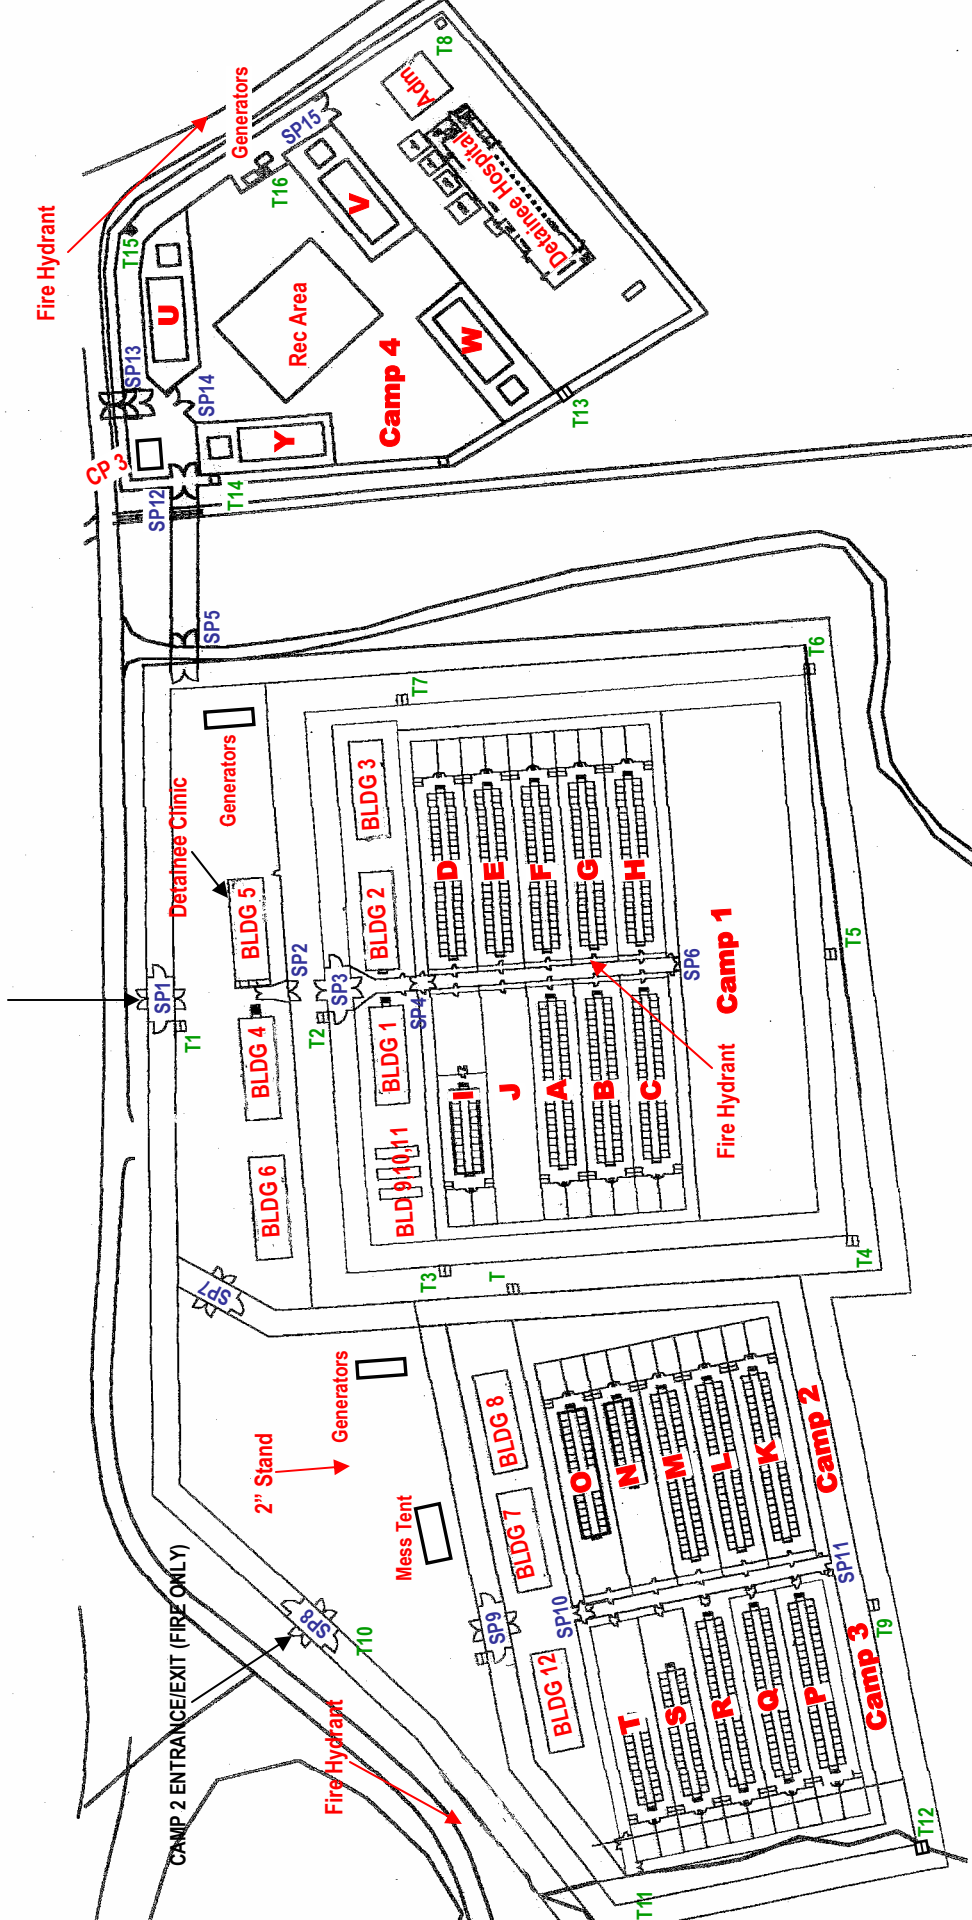 T8
Adm
Generators
SP15
Detainee Hospital
T16
Fire Hydrant
T15
V
U
Rec Area
W
SP13
SP14
Camp 4
T13
Y
CP 3
SP12
T14
SP5
T6
T7
Generators
Detainee Clinic
BLDG 3
BLDG 5
BLDG 2
D
E
F
G
H
SP2
SP1
SP3
SP4
SP6
T5
Camp 1
T1
T2
BLDG 4
BLDG 1
I
J
A
B
C
Fire Hydrant
BLD 9,10,11
BLDG 6
T3
T
T4
SP7
Generators
2" Stand
BLDG 8
Mess Tent
BLDG 7
O
N
M
L
K
Camp 2
CAMP 2 ENTRANCE/EXIT (FIRE ONLY)
SP8
T10
SP9
SP10
SP11
T9
BLDG 12
Fire Hydrant
T
S
R
Q
P
Camp 3
T11
T12